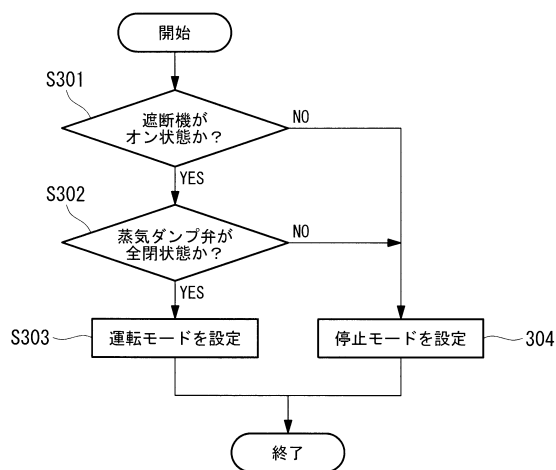 開始
S301
遮断機が
オン状態か？
NO
YES
S302
蒸気ダンプ弁が
全閉状態か？
NO
YES
S303
運転モードを設定
停止モードを設定
304
終了